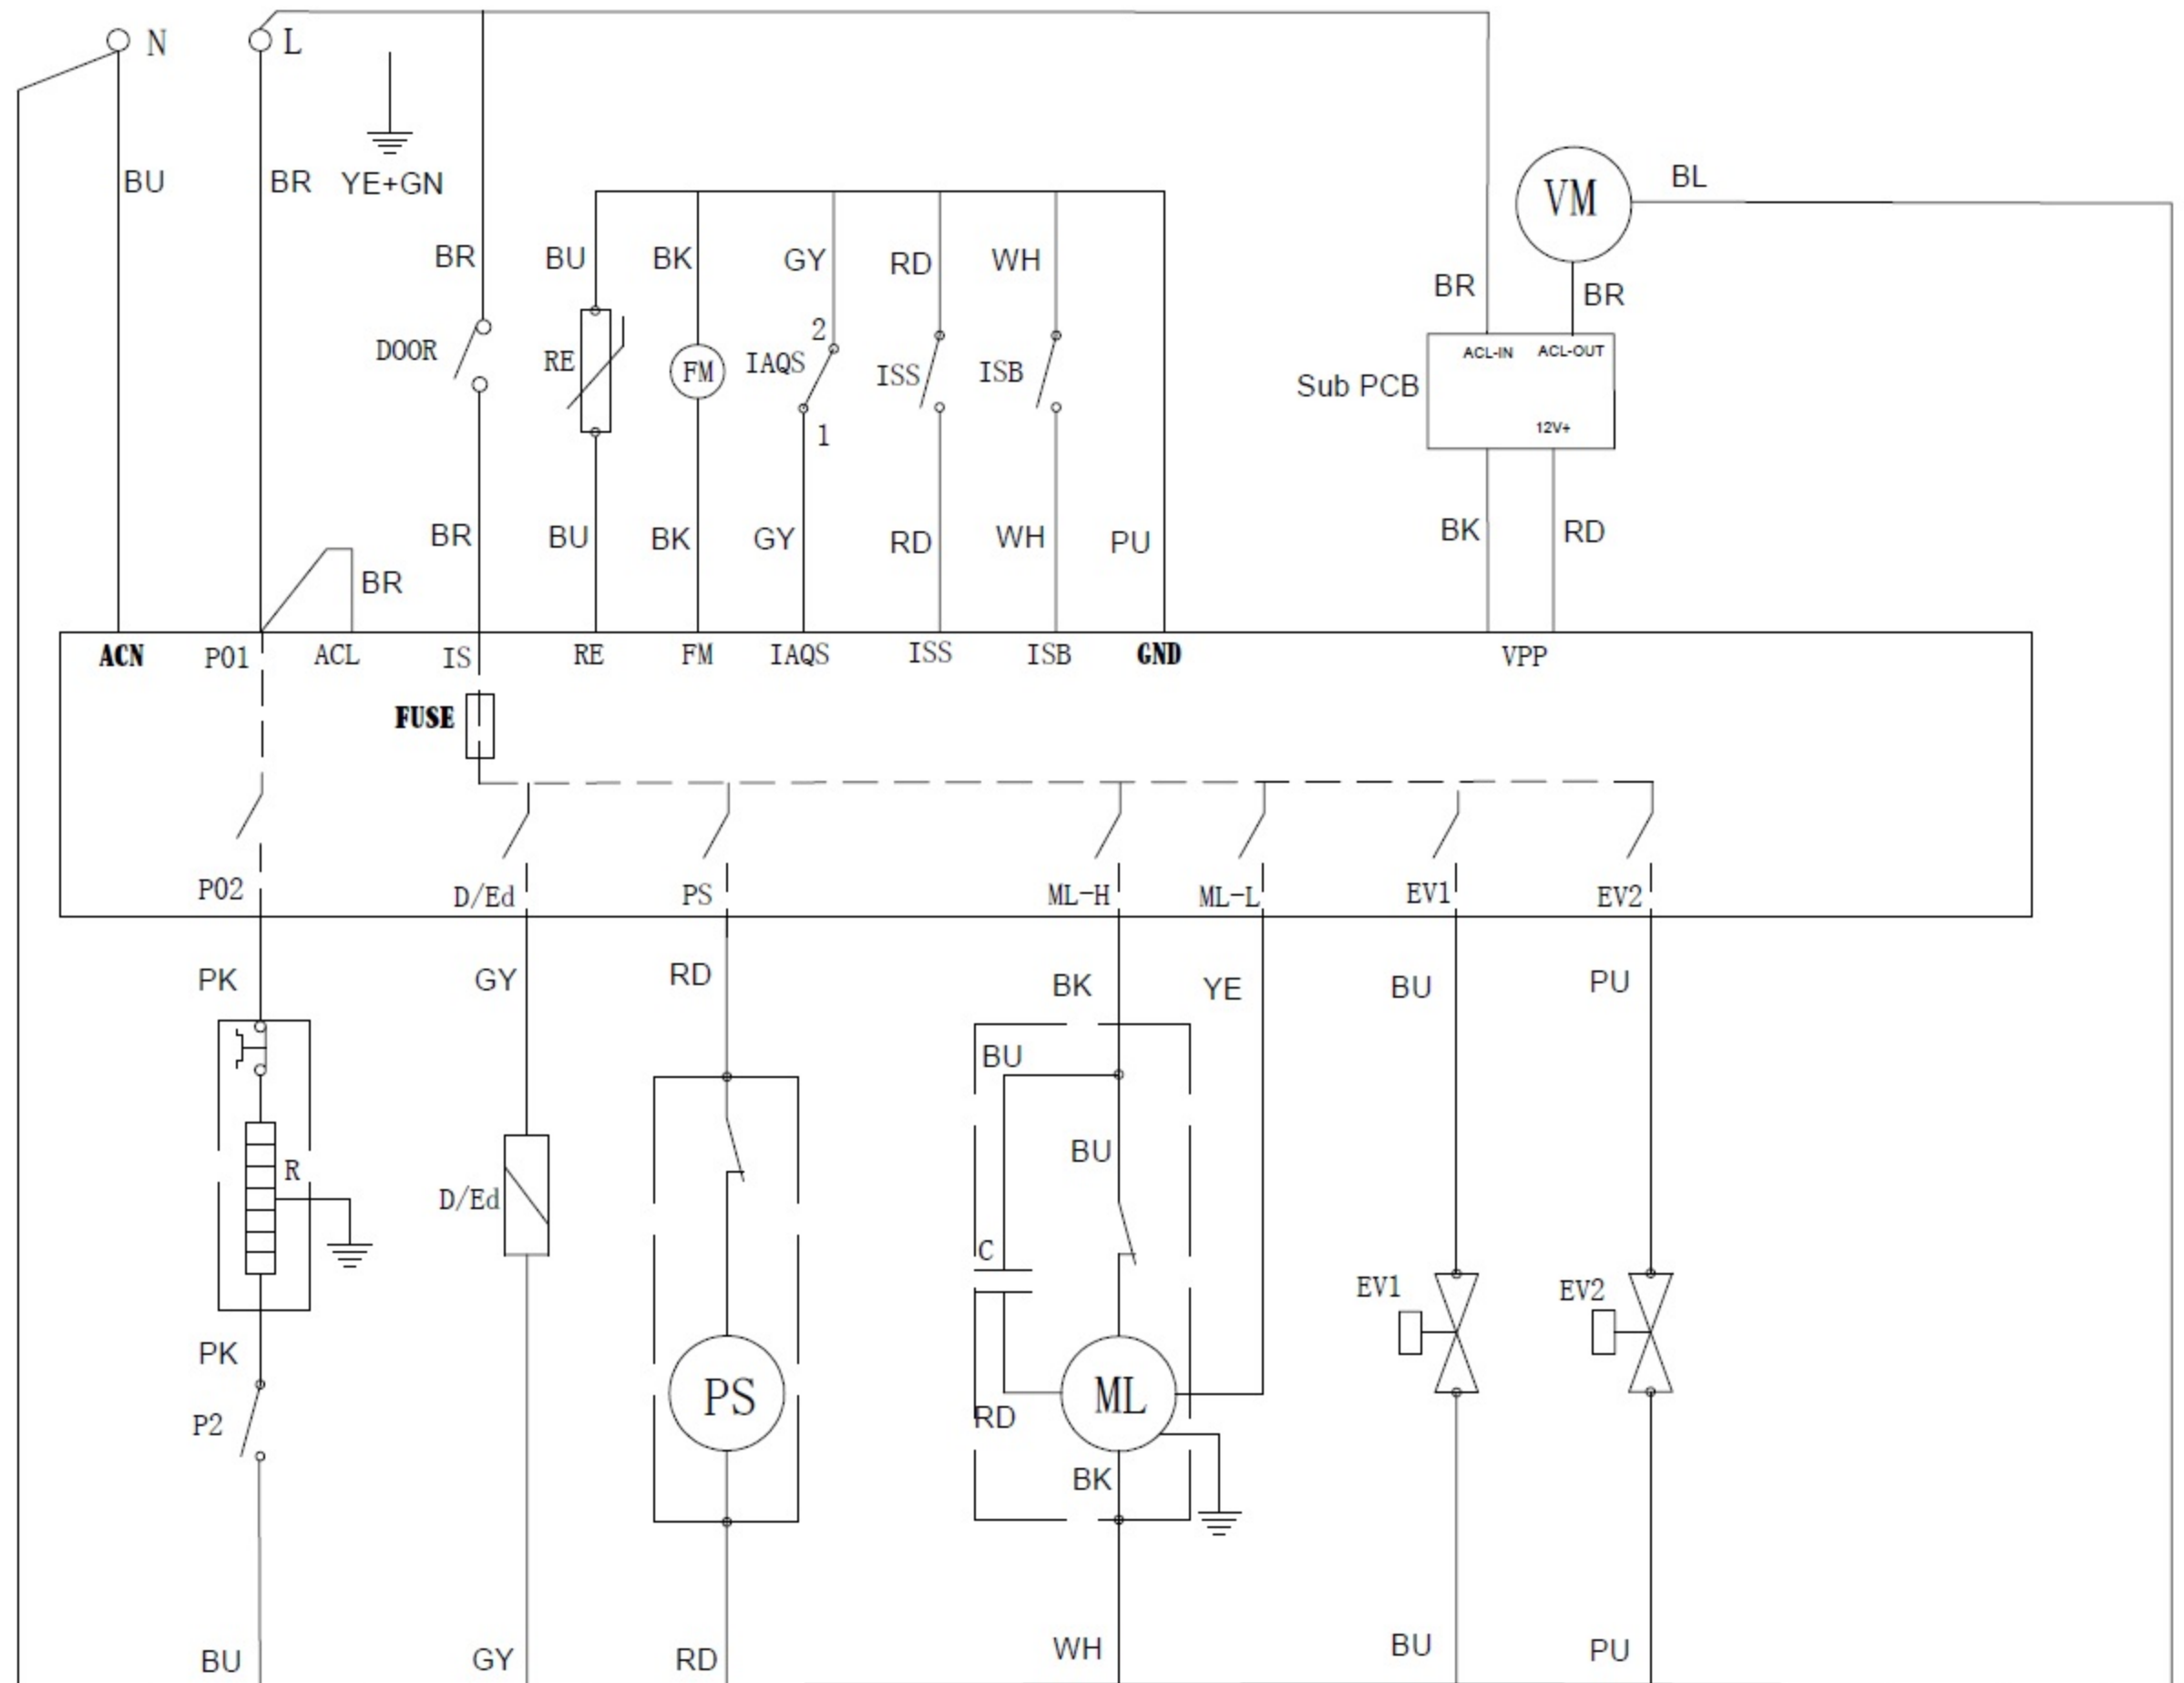 N
L
BU
BR
YE+GN
VM
BL
BR
BU
BK
GY
RD
WH
BR
BR
DOOR
RE
FM
IAQS
2
1
ISS
ISB
Sub PCB
ACL-IN
ACL-OUT
12V+
BR
BR
BU
BK
GY
RD
WH
PU
BK
RD
ACN
P01
ACL
IS
RE
FM
IAQS
ISS
ISB
GND
VPP
FUSE
P02
D/Ed
PS
ML-H
ML-L
EV1
EV2
PK
GY
RD
BK
YE
BU
PU
BU
BU
R
D/Ed
C
EV1
EV2
PK
PS
ML
P2
RD
BK
BU
GY
RD
WH
BU
PU